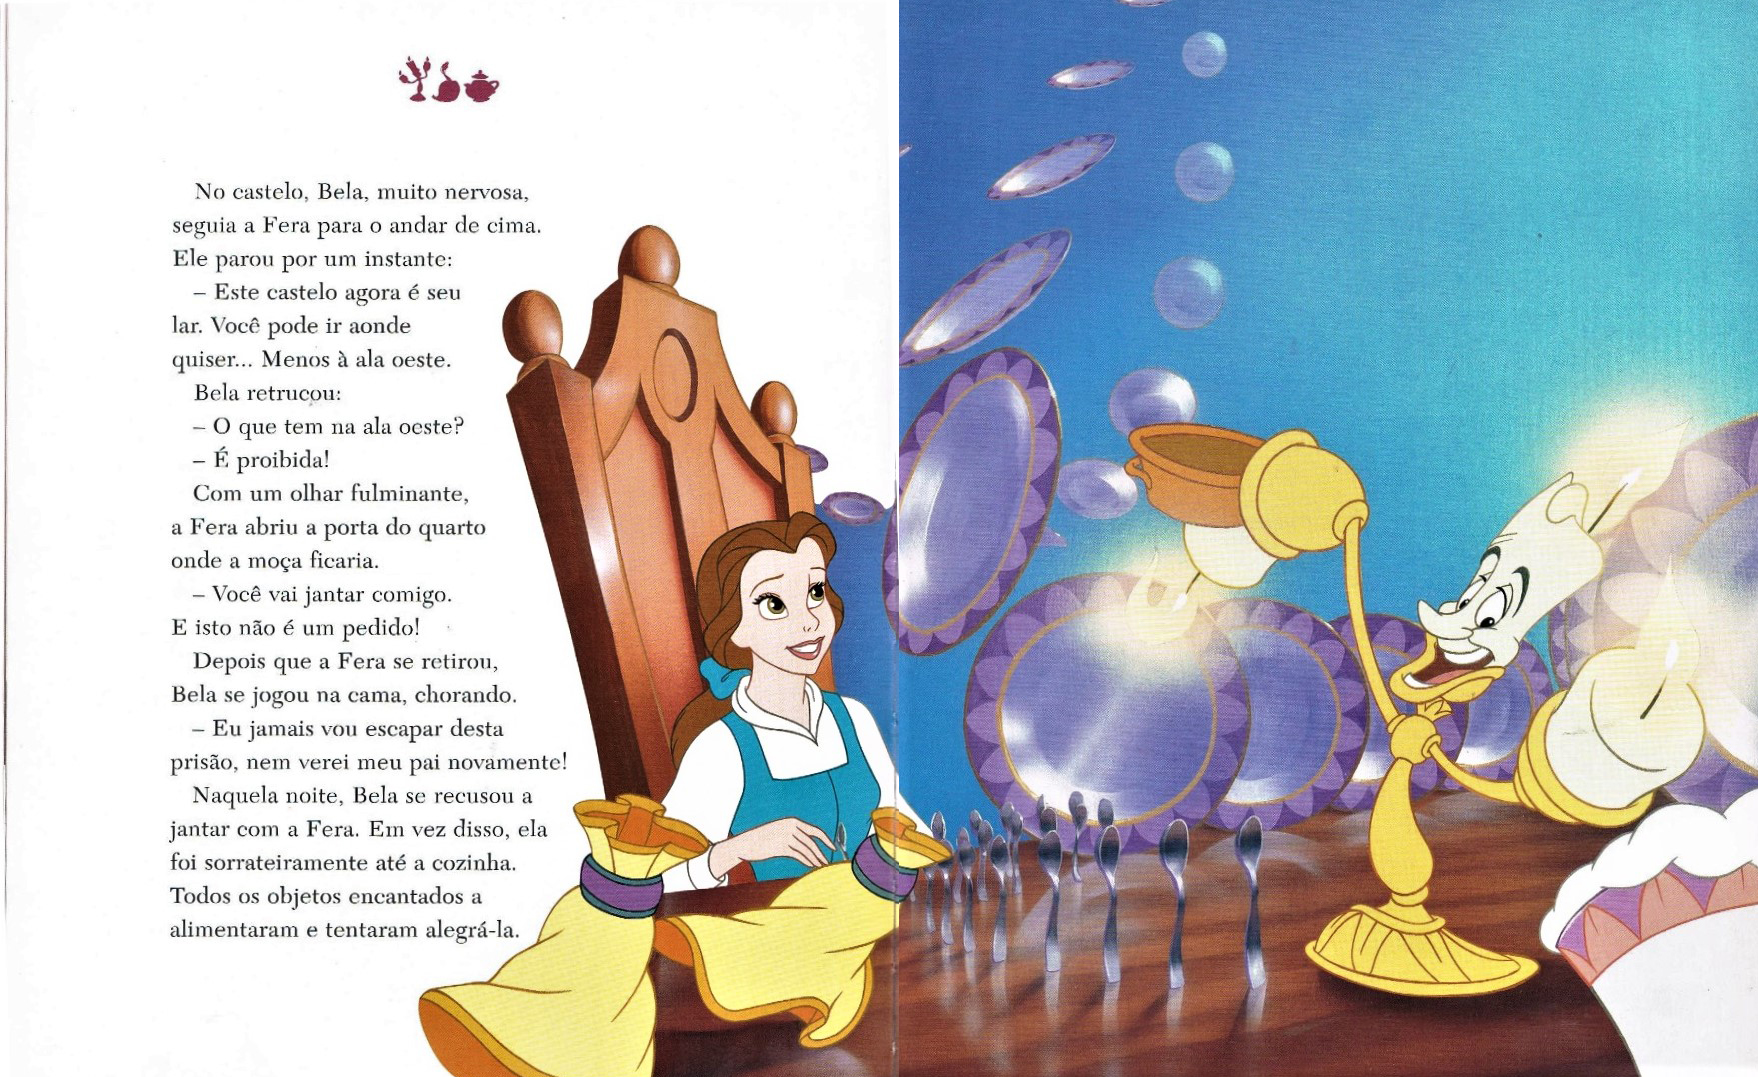 No castelo, Bela, muito nervosa,
seguia a Fera para o andar de cima.
Ele parou por um instante:
– Este castelo agora é seu
lar. Você pode ir aonde
quiser... Menos à ala oeste.
Bela retrucou:
– O que tem na ala oeste?
– É proibida!
Com um olhar fulminante,
a Fera abriu a porta do quarto
onde a moça ficaria.
– Você vai jantar comigo.
E isto não é um pedido!
Depois que a Fera se retirou,
Bela se jogou na cama, chorando.
– Eu jamais vou escapar desta
prisão, nem verei meu pai novamente!
Naquela noite, Bela se recusou a
jantar com a Fera. Em vez disso, ela
foi sorrateiramente até a cozinha.
Todos os objetos encantados a
alimentaram e tentaram alegrá-la.